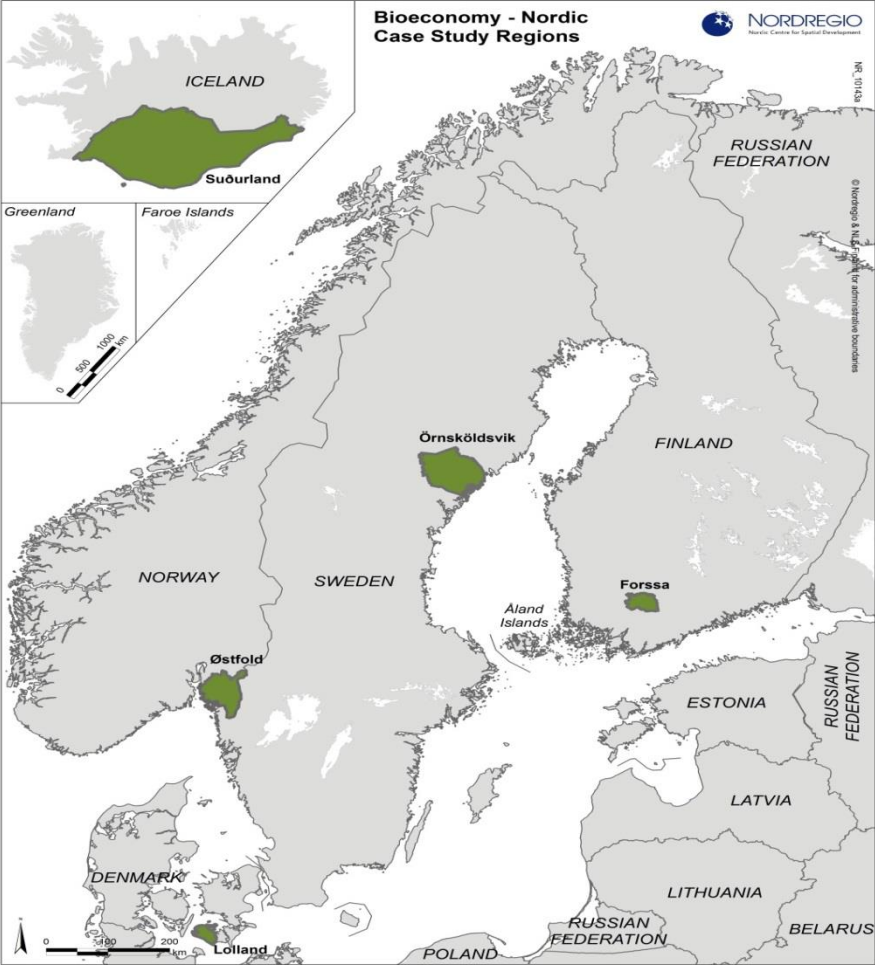 Bioeconomy - Nordic
Case Study Regions
NORDREGIO
Nordic Centre for Spatial Development
NR_10143a
ICELAND
Suðurland
Greenland
Faroe Islands
0 500 1000
km
RUSSIAN
FEDERATION
© Nordregio & NLS Finland for administrative boundaries
Örnsköldsvik
FINLAND
NORWAY
SWEDEN
Forssa
Åland
Islands
Østfold
ESTONIA
RUSSIAN
FEDERATION
LATVIA
DENMARK
LITHUANIA
RUSSIAN
FEDERATION
BELARUS
Lolland
POLAND
0 100 200
km